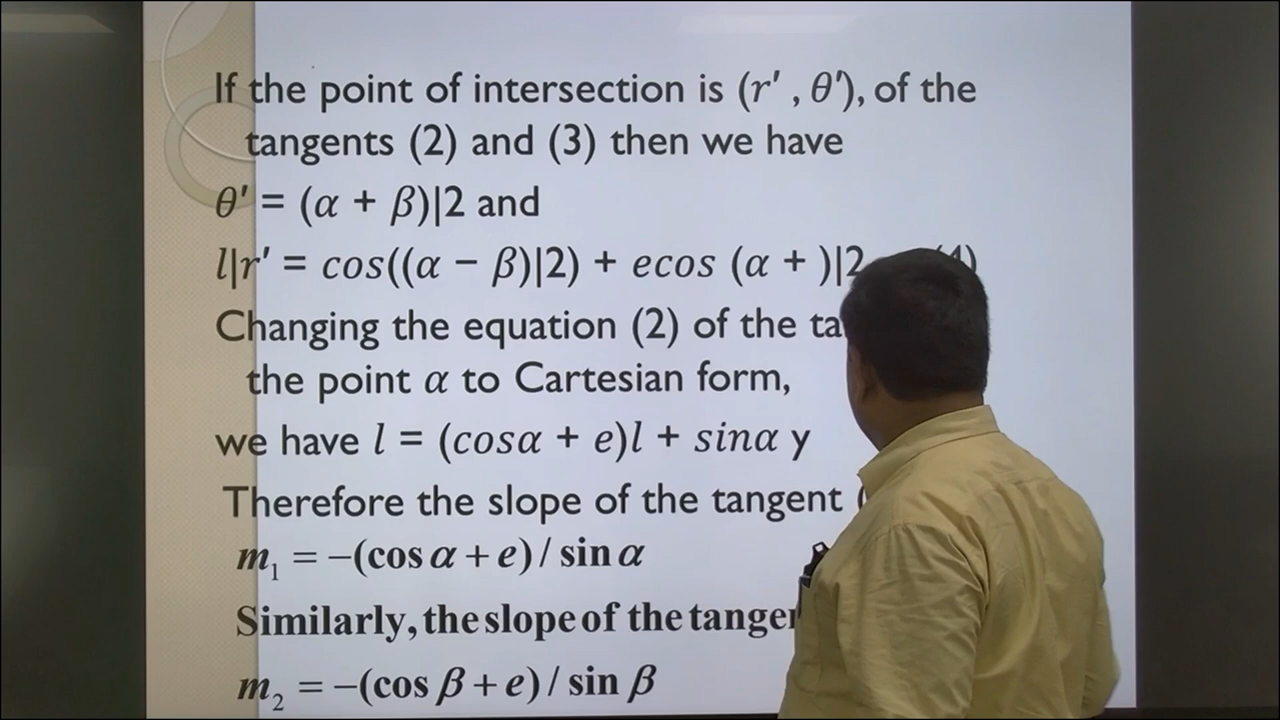 If the point of intersection is (r′ , θ′), of the
tangents (2) and (3) then we have
θ′ = (α + β)|2 and
l|r′ = cos((α − β)|2) + ecos (α + )|2
Changing the equation (2) of the
the point α to Cartesian form,
we have l = (cosα + e)l + sinα y
Therefore the slope of the tangent
m₁ = −(cos α + e) / sin α
Similarly, the slope of the
m₂ = −(cos β + e) / sin β